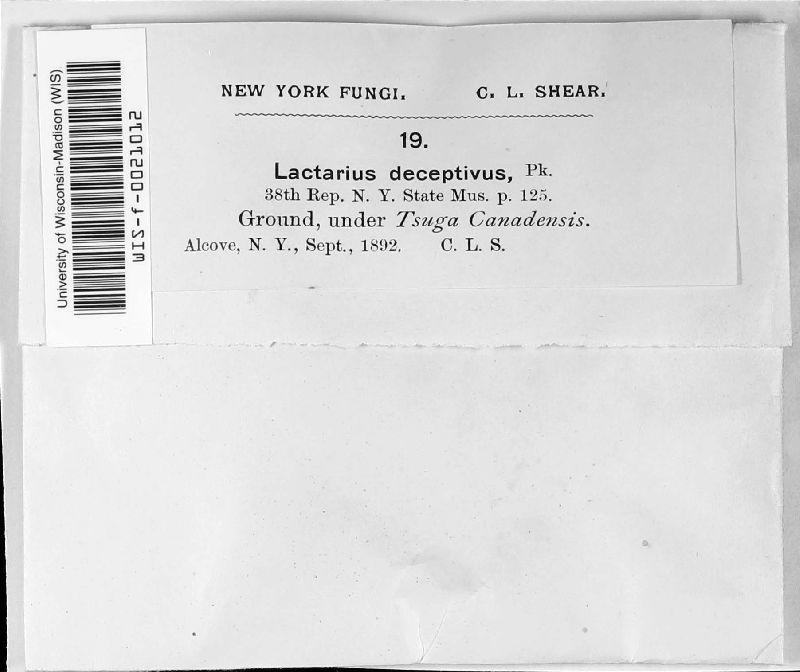 NEW YORK FUNGI. C. L. SHEAR.
19.
Lactarius deceptivus, Pk.
38th Rep. N. Y. State Mus. p. 125.
Ground, under Tsuga Canadensis.
Alcove, N. Y., Sept., 1892. C. L. S.
University of Wisconsin-Madison (WIS)
WIS-f-0021012